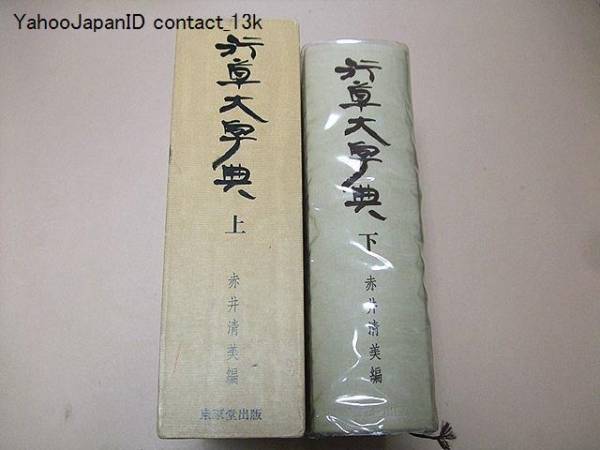 YahooJapanID contact_13k
行草大字典
上
赤井清美編
東京堂出版
行草大字典
下
赤井清美編